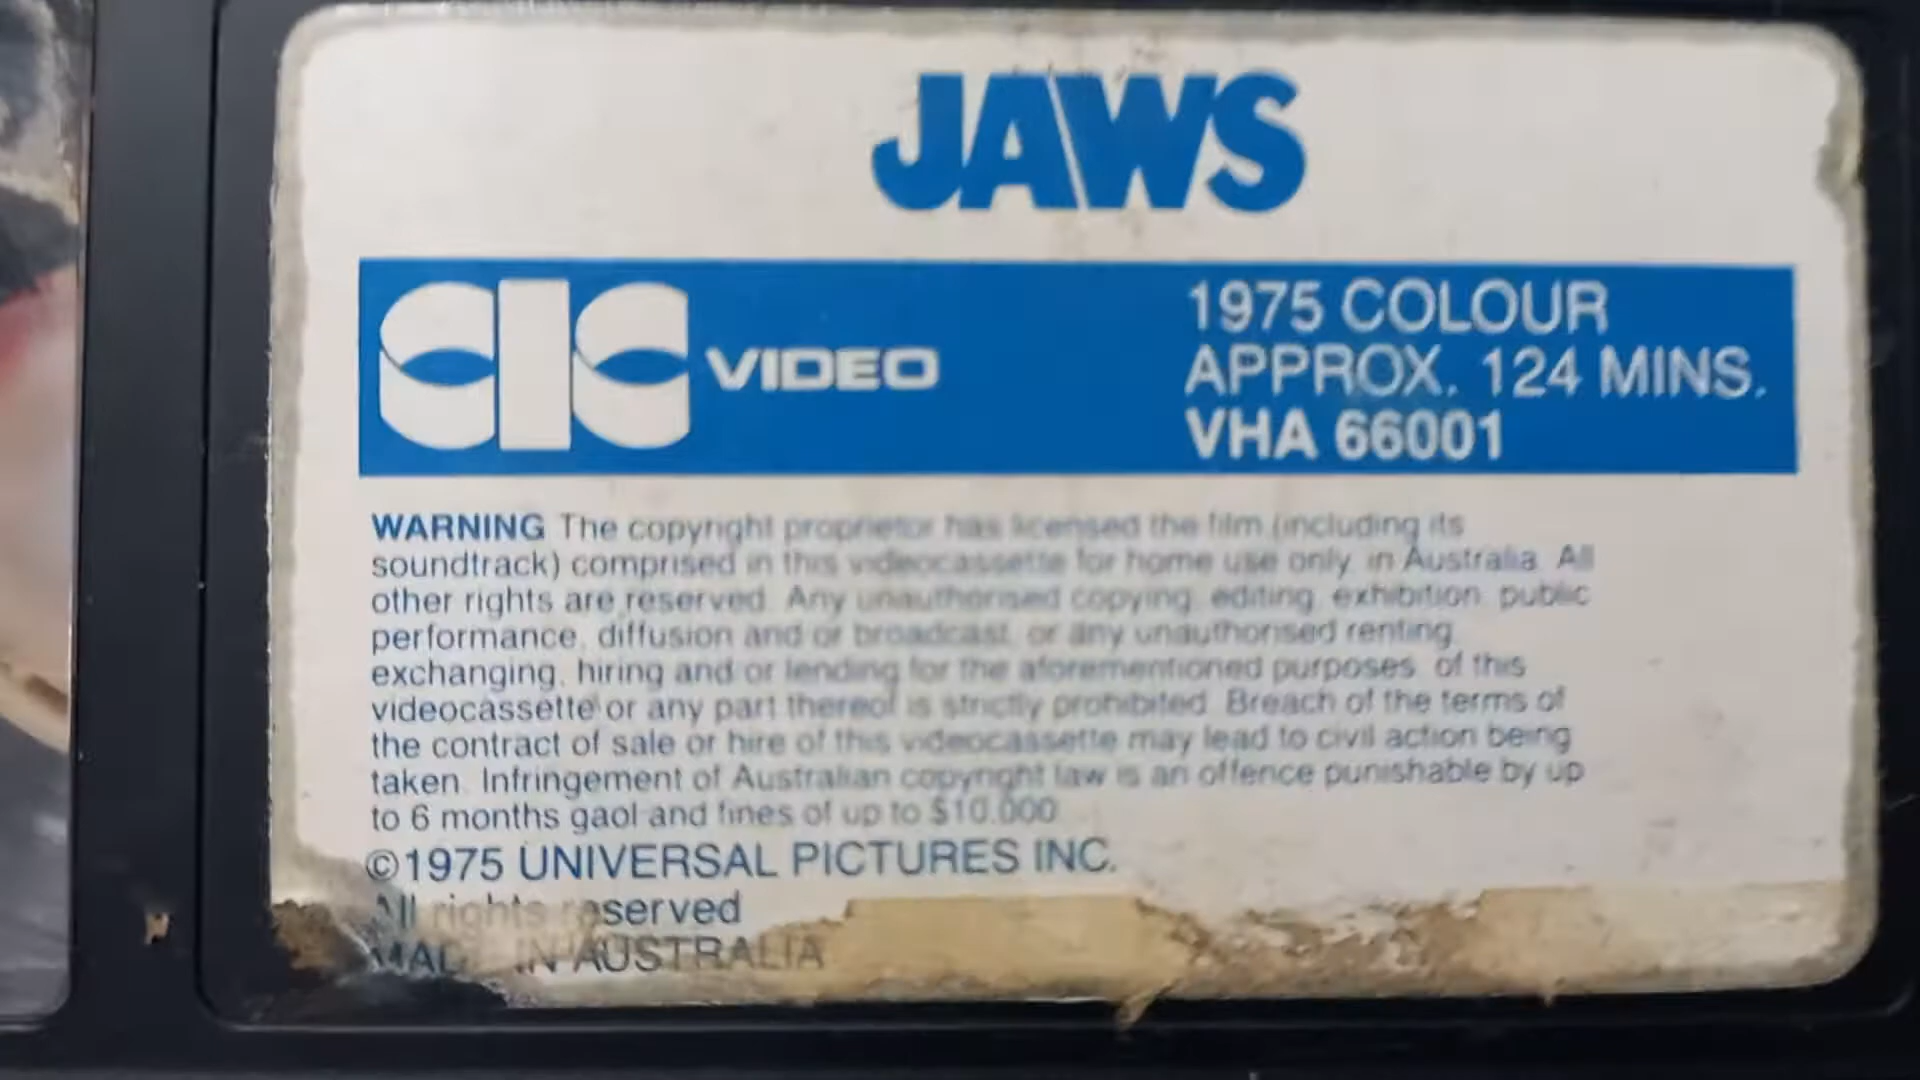 JAWS
CIC VIDEO
1975 COLOUR
APPROX. 124 MINS.
VHA 66001
WARNING The copyright proprietor has licensed the film (including its
soundtrack) comprised in this videocassette for home use only in Australia. All
other rights are reserved. Any unauthorised copying, editing, exhibition, public
performance, diffusion and or broadcast, or any unauthorised renting,
exchanging, hiring and or lending for the aforementioned purposes, of this
videocassette or any part thereof is strictly prohibited. Breach of the terms of
the contract of sale or hire of this videocassette may lead to civil action being
taken. Infringement of Australian copyright law is an offence punishable by up
to 6 months gaol and fines of up to $10,000
©1975 UNIVERSAL PICTURES INC.
All rights reserved
IN AUSTRALIA